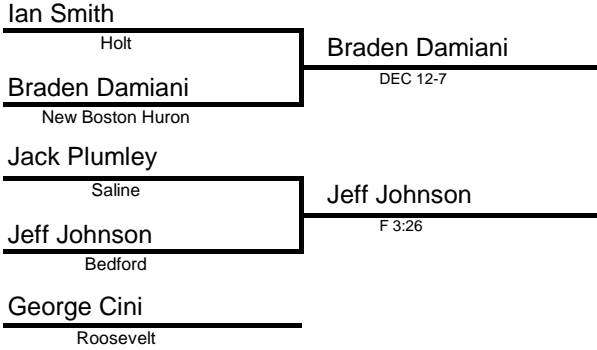 Ian Smith
Holt
Braden Damiani
DEC 12-7
Braden Damiani
New Boston Huron
Jack Plumley
Saline
Jeff Johnson
F 3:26
Jeff Johnson
Bedford
George Cini
Roosevelt